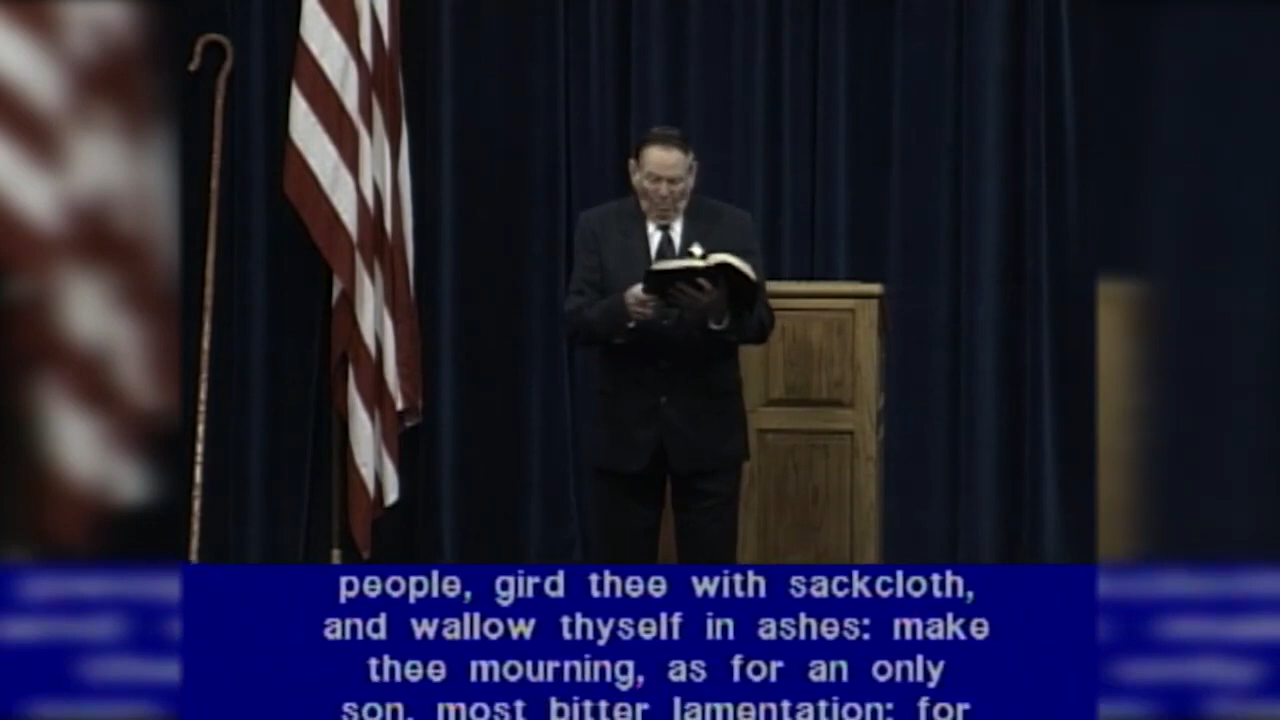 people, gird thee with sackcloth,
and wallow thyself in ashes: make
thee mourning, as for an only
son, most bitter lamentation: for